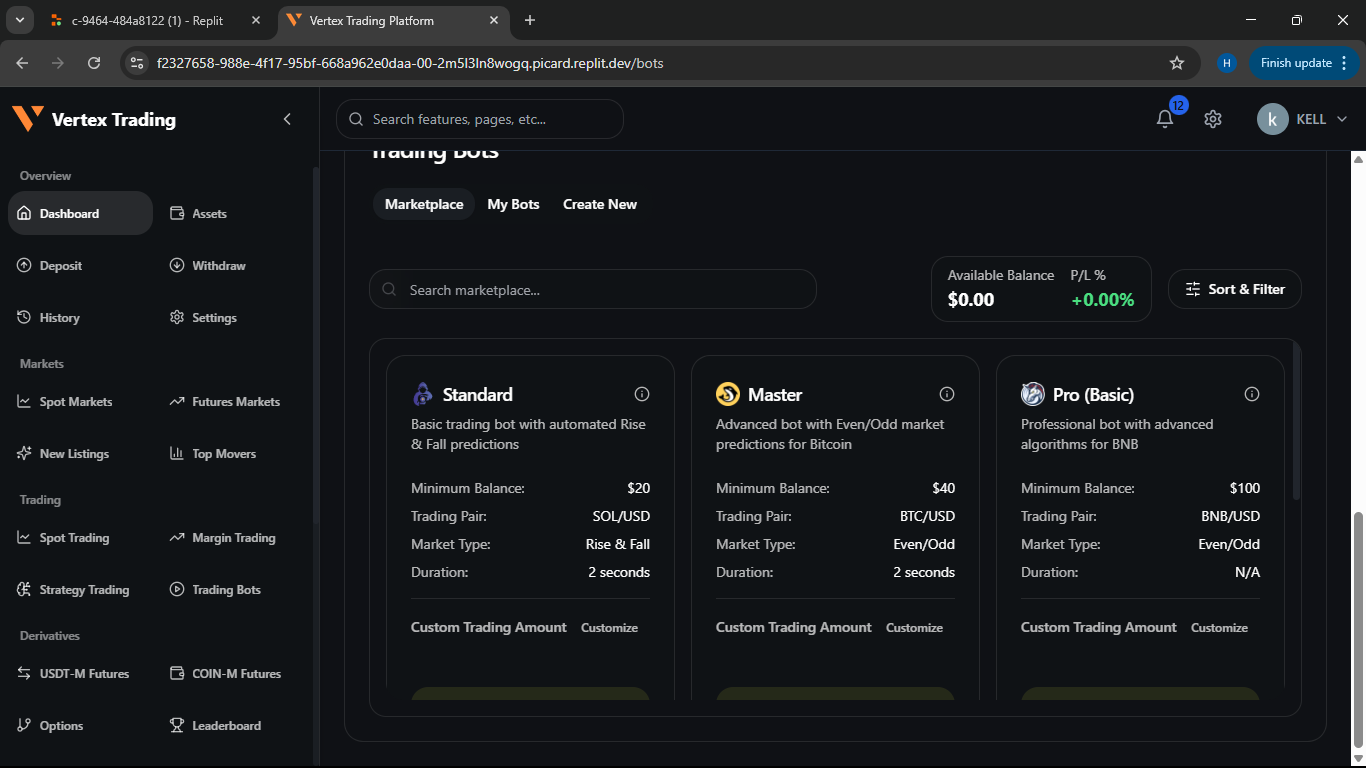 c-9464-484a8122 (1) - Replit
Vertex Trading Platform
f2327658-988e-4f17-95bf-668a962e0daa-00-2m5l3ln8wogq.picard.replit.dev/bots
H
Finish update
Vertex Trading
Search features, pages, etc...
12
k
KELL
Overview
Dashboard
Assets
Deposit
Withdraw
History
Settings
Markets
Spot Markets
Futures Markets
New Listings
Top Movers
Trading
Spot Trading
Margin Trading
Strategy Trading
Trading Bots
Derivatives
USDT-M Futures
COIN-M Futures
Options
Leaderboard
Trading Bots
Marketplace
My Bots
Create New
Search marketplace...
Available Balance P/L %
$0.00 +0.00%
Sort & Filter
Standard
Basic trading bot with automated Rise
& Fall predictions
Minimum Balance: $20
Trading Pair: SOL/USD
Market Type: Rise & Fall
Duration: 2 seconds
Custom Trading Amount Customize
Master
Advanced bot with Even/Odd market
predictions for Bitcoin
Minimum Balance: $40
Trading Pair: BTC/USD
Market Type: Even/Odd
Duration: 2 seconds
Custom Trading Amount Customize
Pro (Basic)
Professional bot with advanced
algorithms for BNB
Minimum Balance: $100
Trading Pair: BNB/USD
Market Type: Even/Odd
Duration: N/A
Custom Trading Amount Customize